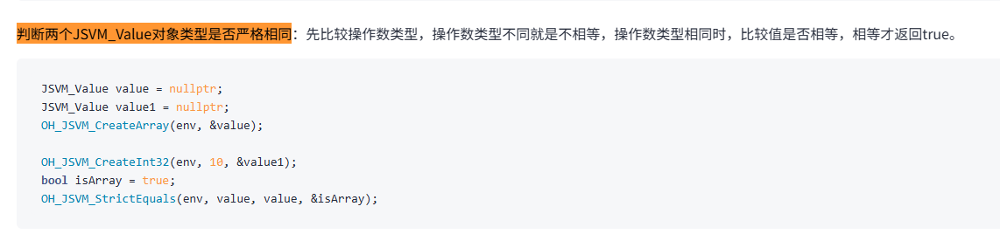 判断两个JSVM_Value对象类型是否严格相同：先比较操作数类型，操作数类型不同就是不相等，操作数类型相同时，比较值是否相等，相等才返回true。
JSVM_Value value = nullptr;
JSVM_Value value1 = nullptr;
OH_JSVM_CreateArray(env, &value);
OH_JSVM_CreateInt32(env, 10, &value1);
bool isArray = true;
OH_JSVM_StrictEquals(env, value, value, &isArray);